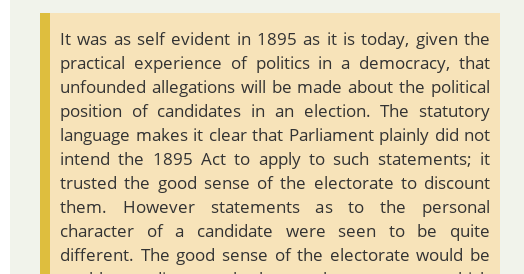 It was as self evident in 1895 as it is today, given the
practical experience of politics in a democracy, that
unfounded allegations will be made about the political
position of candidates in an election. The statutory
language makes it clear that Parliament plainly did not
intend the 1895 Act to apply to such statements; it
trusted the good sense of the electorate to discount
them. However statements as to the personal
character of a candidate were seen to be quite
different. The good sense of the electorate would be